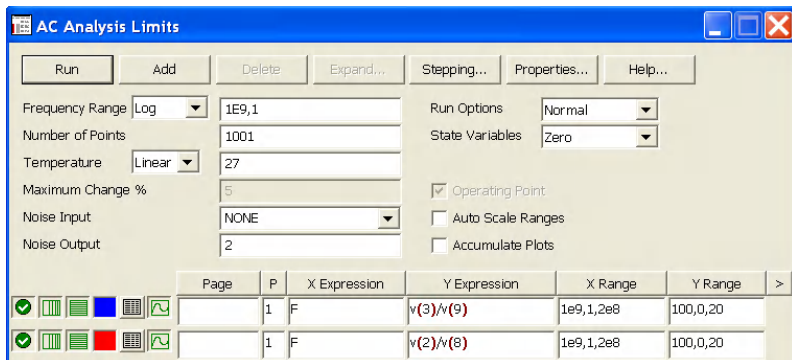 AC Analysis Limits
Run Add Delete Expand... Stepping... Properties... Help...
Frequency Range Log 1E9,1 Run Options Normal
Number of Points 1001 State Variables Zero
Temperature Linear 27
Maximum Change % 5 Operating Point
Noise Input NONE Auto Scale Ranges
Noise Output 2 Accumulate Plots
Page P X Expression Y Expression X Range Y Range >
1 F v(3)/v(9) 1e9,1,2e8 100,0,20
1 F v(2)/v(8) 1e9,1,2e8 100,0,20